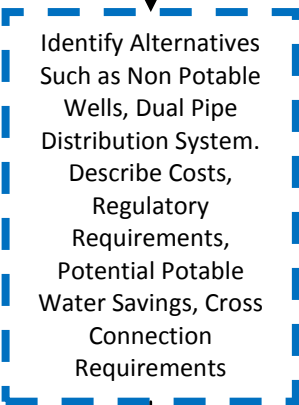 Identify Alternatives
Such as Non Potable
Wells, Dual Pipe
Distribution System.
Describe Costs,
Regulatory
Requirements,
Potential Potable
Water Savings, Cross
Connection
Requirements